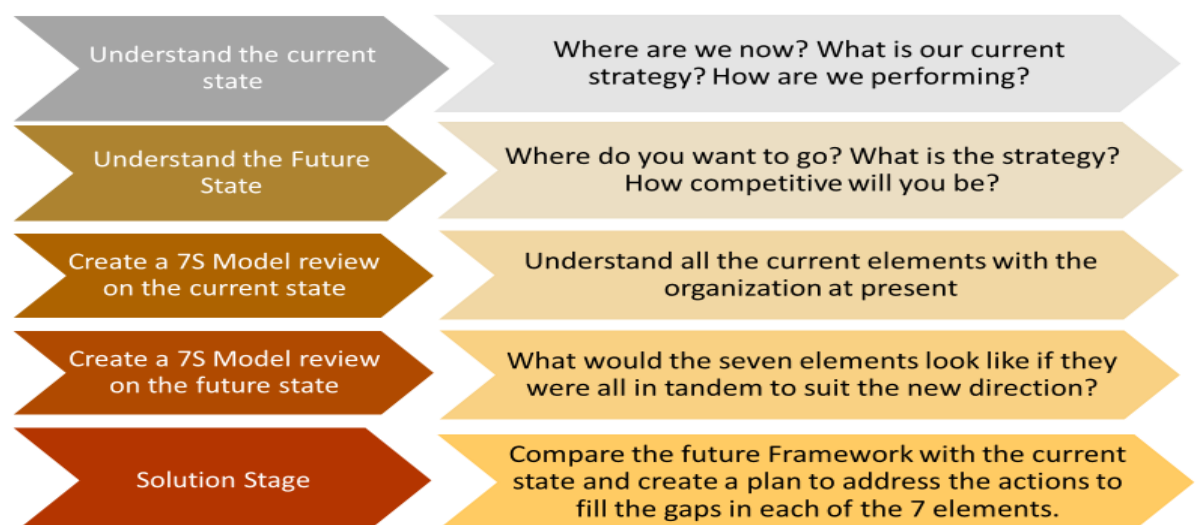 Understand the current
state
Where are we now? What is our current
strategy? How are we performing?
Understand the Future
State
Where do you want to go? What is the strategy?
How competitive will you be?
Create a 7S Model review
on the current state
Understand all the current elements with the
organization at present
Create a 7S Model review
on the future state
What would the seven elements look like if they
were all in tandem to suit the new direction?
Solution Stage
Compare the future Framework with the current
state and create a plan to address the actions to
fill the gaps in each of the 7 elements.